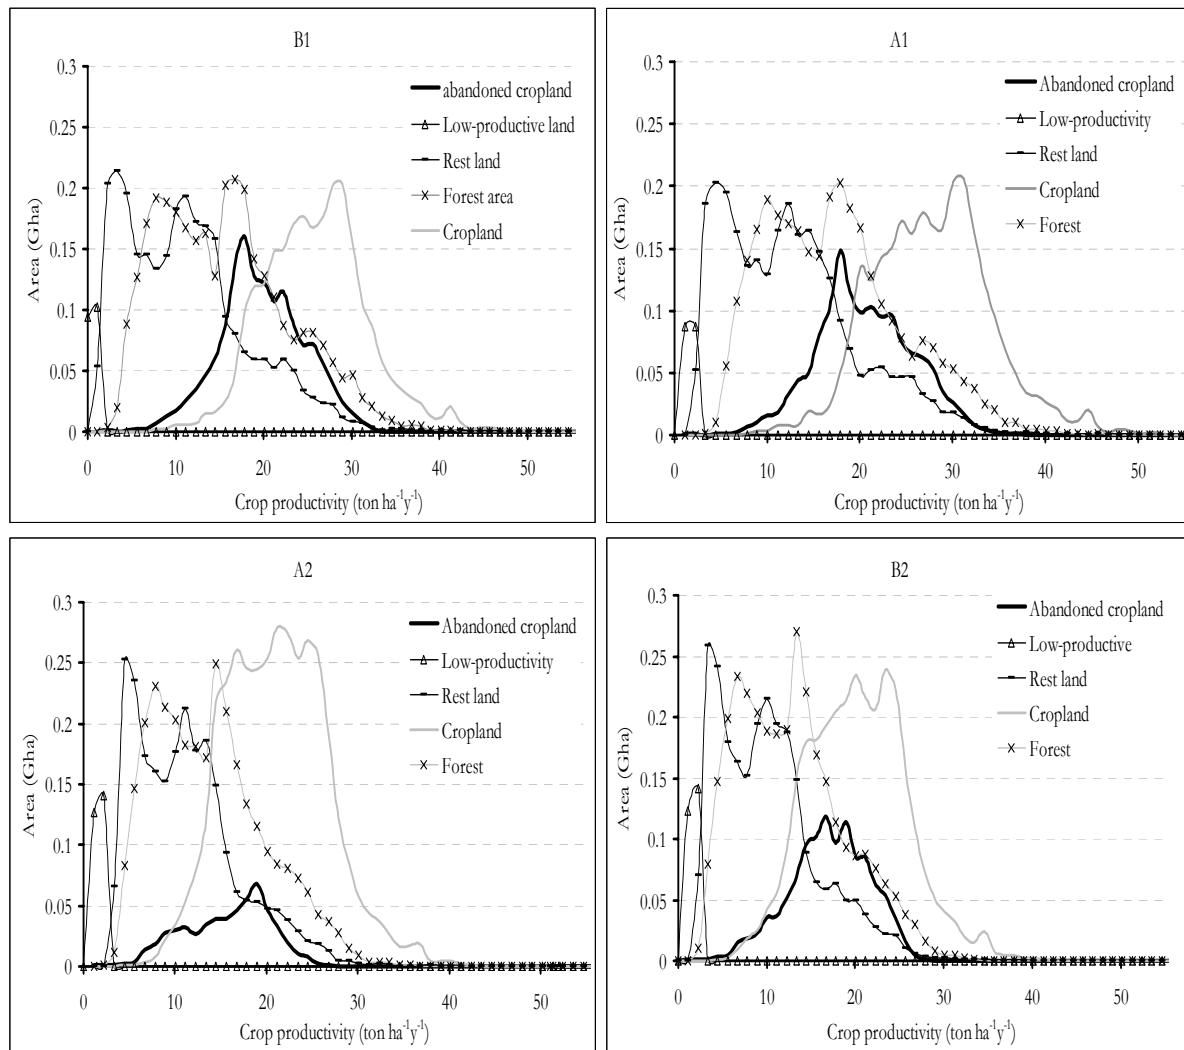 B1
0.3
0.25
0.2
0.15
0.1
0.05
0
Area (Gha)
abandoned cropland
Low-productive land
Rest land
Forest area
Cropland
0 10 20 30 40 50
Crop productivity (ton ha⁻¹y⁻¹)
A1
0.3
0.25
0.2
0.15
0.1
0.05
0
Area (Gha)
Abandoned cropland
Low-productivity
Rest land
Cropland
Forest
0 10 20 30 40 50
Crop productivity (ton ha⁻¹y⁻¹)
A2
0.3
0.25
0.2
0.15
0.1
0.05
0
Area (Gha)
Abandoned cropland
Low-productivity
Rest land
Cropland
Forest
0 10 20 30 40 50
Crop productivity (ton ha⁻¹y⁻¹)
B2
0.3
0.25
0.2
0.15
0.1
0.05
0
Area (Gha)
Abandoned cropland
Low-productive
Rest land
Cropland
Forest
0 10 20 30 40 50
Crop productivity (ton ha⁻¹y⁻¹)